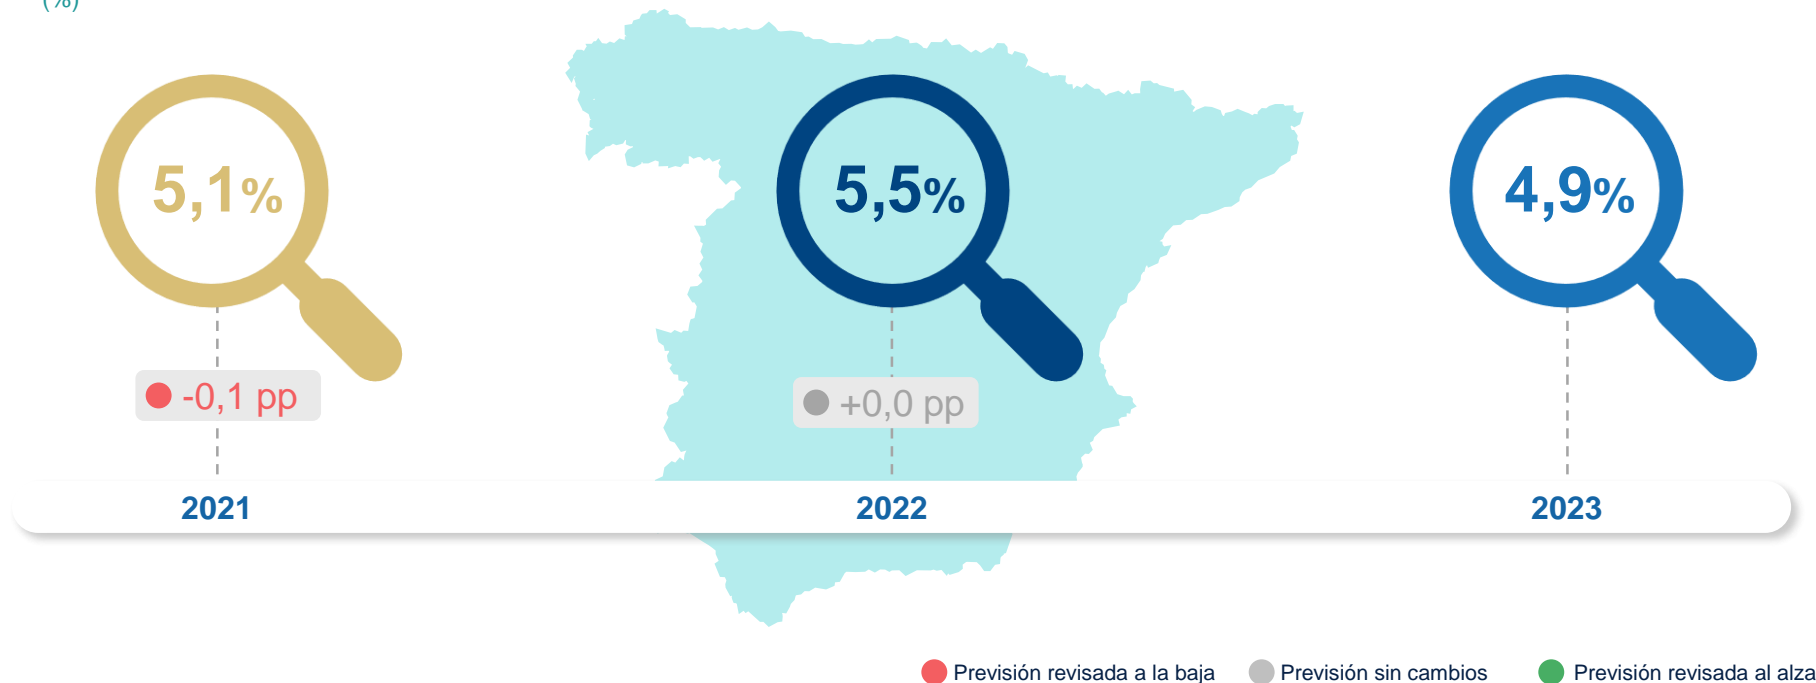 (%)
5,1%
5,5%
4,9%
-0,1 pp
+0,0 pp
2021
2022
2023
Previsión revisada a la baja
Previsión sin cambios
Previsión revisada al alza